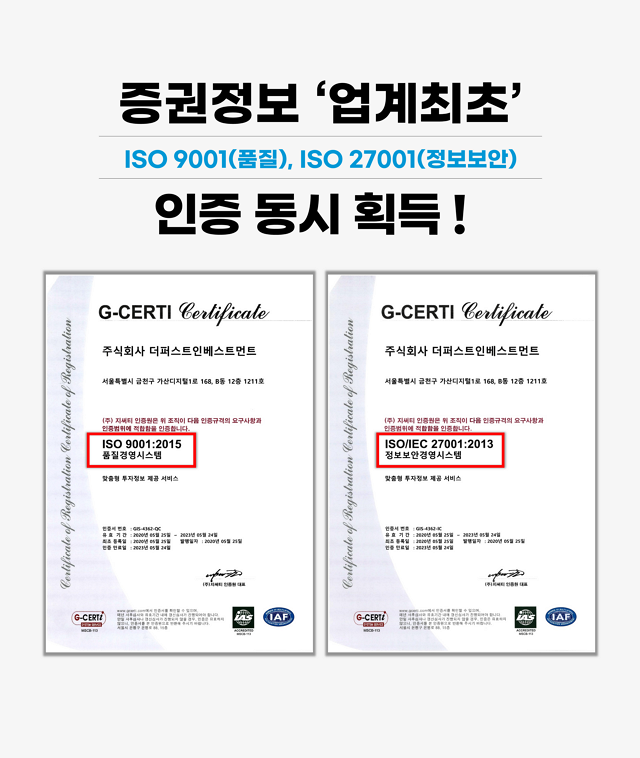 증권정보 ‘업계최초’
ISO 9001(품질), ISO 27001(정보보안)
인증 동시 획득 !
Certificate of Registration Certificate of Registration
G-CERTI Certificate
주식회사 더퍼스트인베스트먼트
서울특별시 금천구 가산디지털1로 168, B동 12층 1211호
(주) 지써티 인증원은 위 조직이 다음 인증규격의 요구사항과
인증범위에 적합함을 인증합니다.
ISO 9001:2015
품질경영시스템
맞춤형 투자정보 제공 서비스
인증서 번호 : GIS-4362-QC
유 효 기 간 : 2020년 05월 25일 ~ 2023년 05월 24일
최초 등록일 : 2020년 05월 25일 발행일자 : 2020년 05월 25일
인증 만료일 : 2023년 05월 24일
(주)지써티 인증원 대표
G-CERTi
MSCB-113
IAS
ACCREDITED
MSCB-113
IAF
Certificate of Registration Certificate of Registration
G-CERTI Certificate
주식회사 더퍼스트인베스트먼트
서울특별시 금천구 가산디지털1로 168, B동 12층 1211호
(주) 지써티 인증원은 위 조직이 다음 인증규격의 요구사항과
인증범위에 적합함을 인증합니다.
ISO/IEC 27001:2013
정보보안경영시스템
맞춤형 투자정보 제공 서비스
인증서 번호 : GIS-4362-IC
유 효 기 간 : 2020년 05월 25일 ~ 2023년 05월 24일
최초 등록일 : 2020년 05월 25일 발행일자 : 2020년 05월 25일
인증 만료일 : 2023년 05월 24일
(주)지써티 인증원 대표
G-CERTi
MSCB-113
IAS
ACCREDITED
MSCB-113
IAF